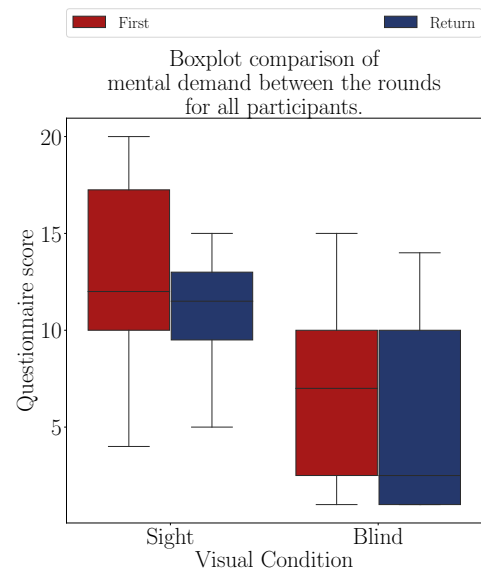 First
Return
Boxplot comparison of
mental demand between the rounds
for all participants.
20
15
10
5
Questionnaire score
Sight
Blind
Visual Condition